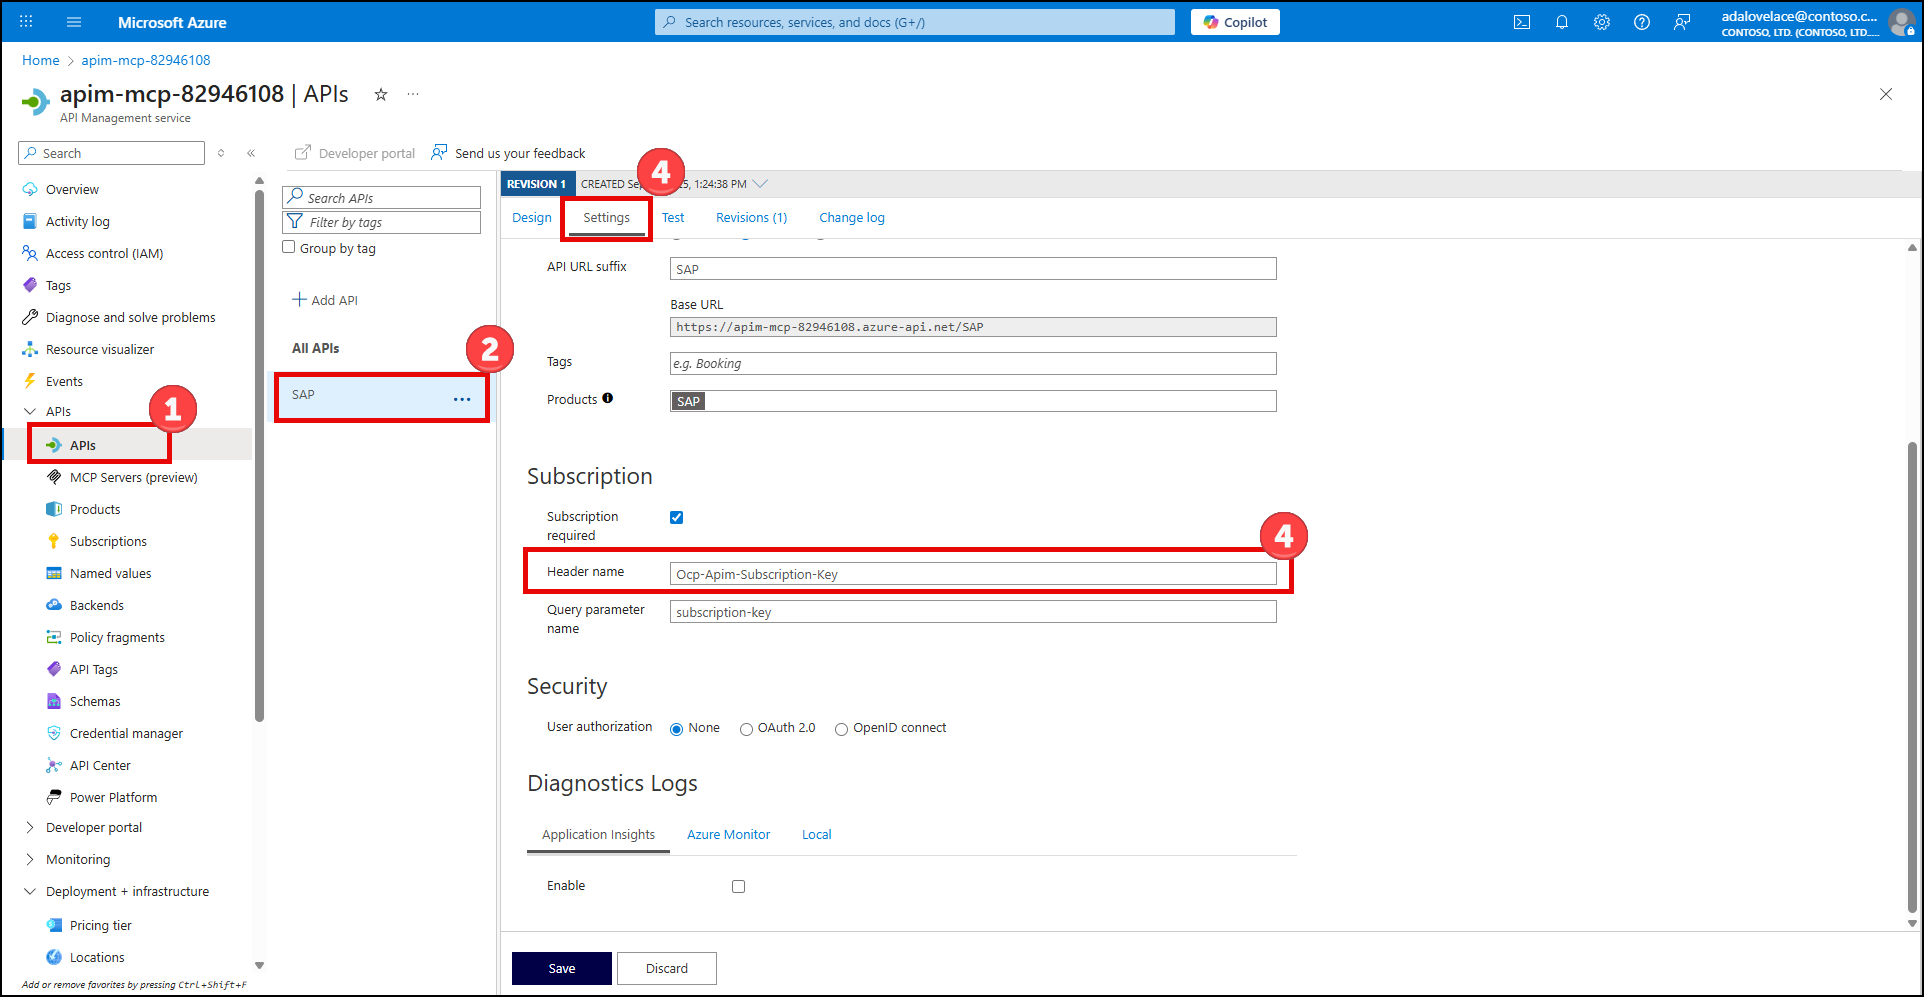 Microsoft Azure
Search resources, services, and docs (G+/)
Copilot
adalovelace@contoso.c...
CONTOSO, LTD. (CONTOSO, LTD....
Home > apim-mcp-82946108
apim-mcp-82946108 | APIs
API Management service
Search
Developer portal
Send us your feedback
Overview
Activity log
Access control (IAM)
Tags
Diagnose and solve problems
Resource visualizer
Events
APIs
1
APIs
MCP Servers (preview)
Products
Subscriptions
Named values
Backends
Policy fragments
API Tags
Schemas
Credential manager
API Center
Power Platform
Developer portal
Monitoring
Deployment + infrastructure
Pricing tier
Locations
Add or remove favorites by pressing Ctrl+Shift+F
Search APIs
Filter by tags
Group by tag
+ Add API
All APIs
2
SAP
...
4
REVISION 1
CREATED Se 5, 1:24:38 PM
Design
Settings
Test
Revisions (1)
Change log
API URL suffix
SAP
Base URL
https://apim-mcp-82946108.azure-api.net/SAP
Tags
e.g. Booking
Products
SAP
Subscription
Subscription
required
4
Header name
Ocp-Apim-Subscription-Key
Query parameter
name
subscription-key
Security
User authorization
None
OAuth 2.0
OpenID connect
Diagnostics Logs
Application Insights
Azure Monitor
Local
Enable
Save
Discard